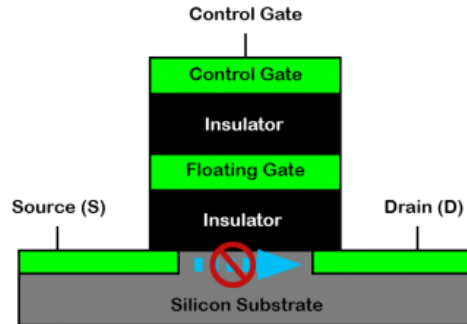 Control Gate
Control Gate
Insulator
Floating Gate
Source (S)
Insulator
Drain (D)
Silicon Substrate